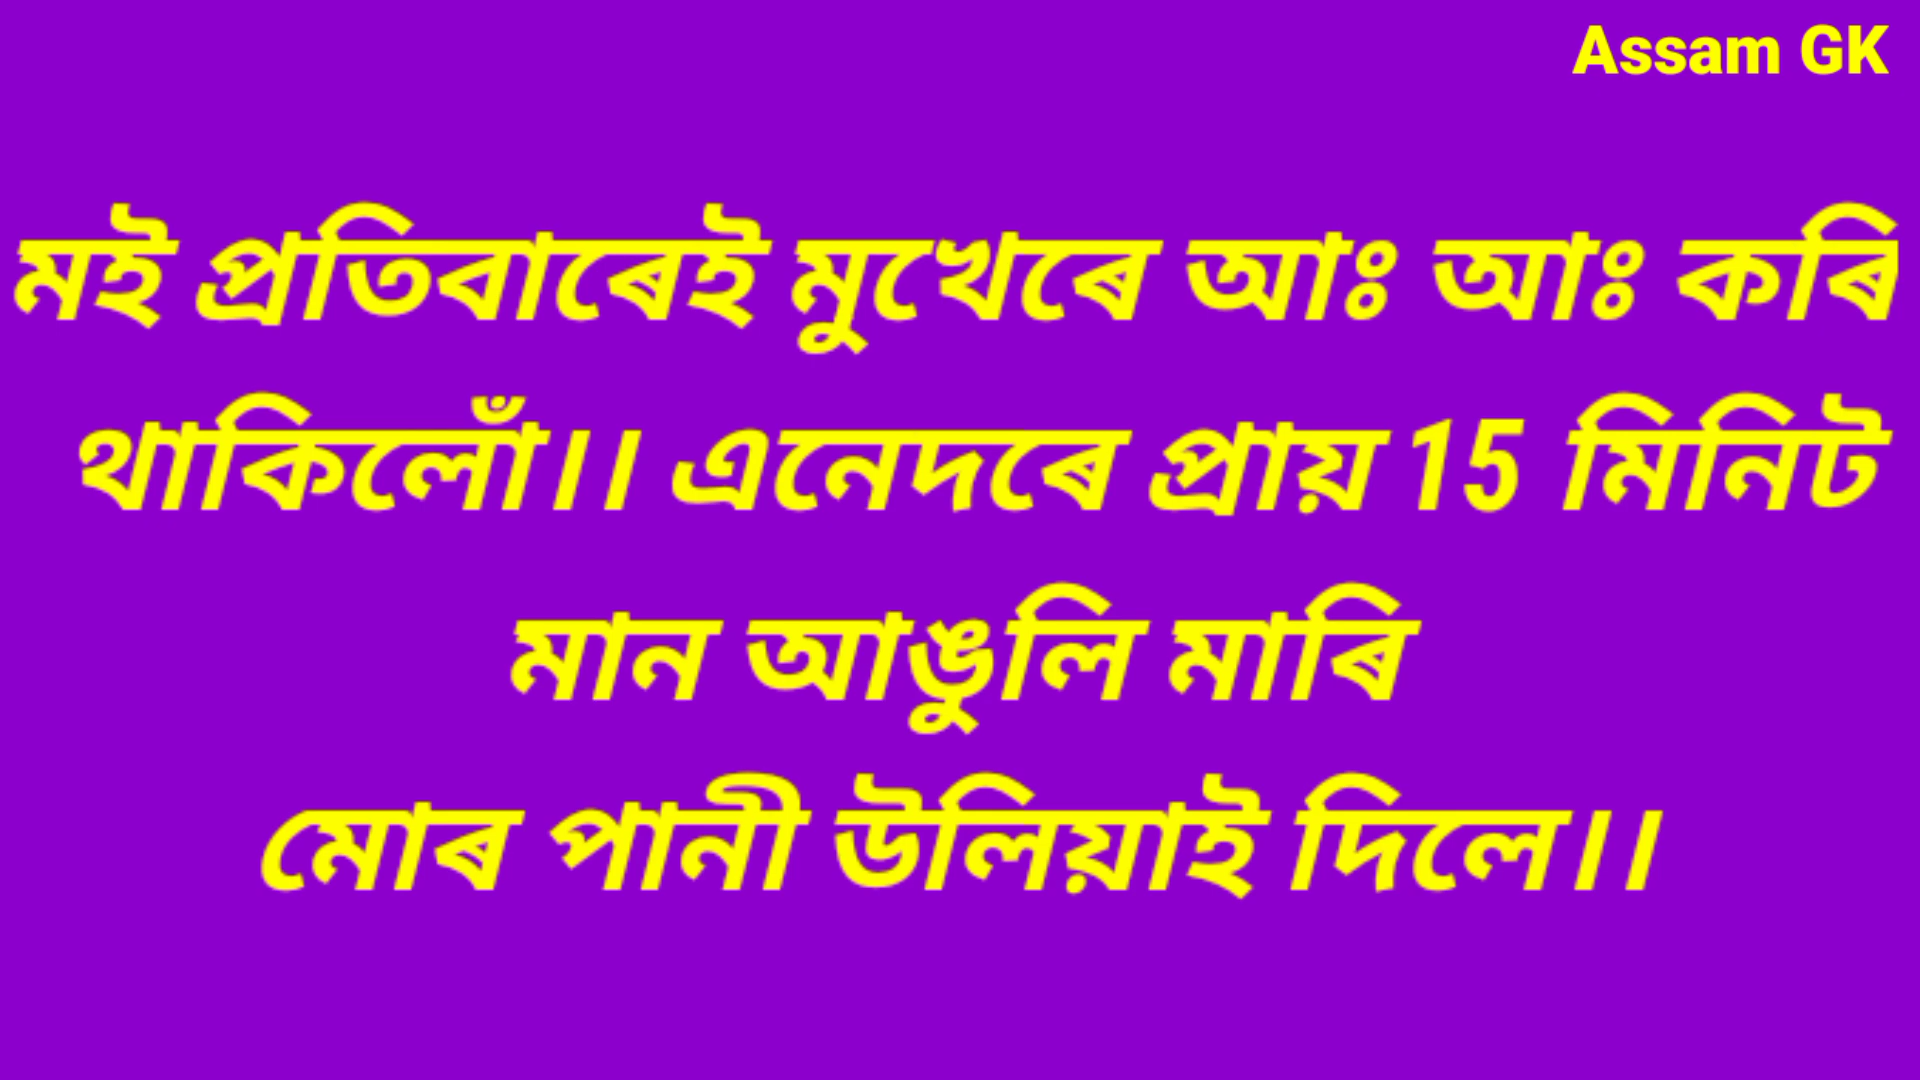 Assam GK
মই প্ৰতিবাৰেই মুখেৰে আঃ আঃ কৰি
থাকিলোঁ।। এনেদৰে প্ৰায় 15 মিনিট
মান আঙুলি মাৰি
মোৰ পানী উলিয়াই দিলে।।